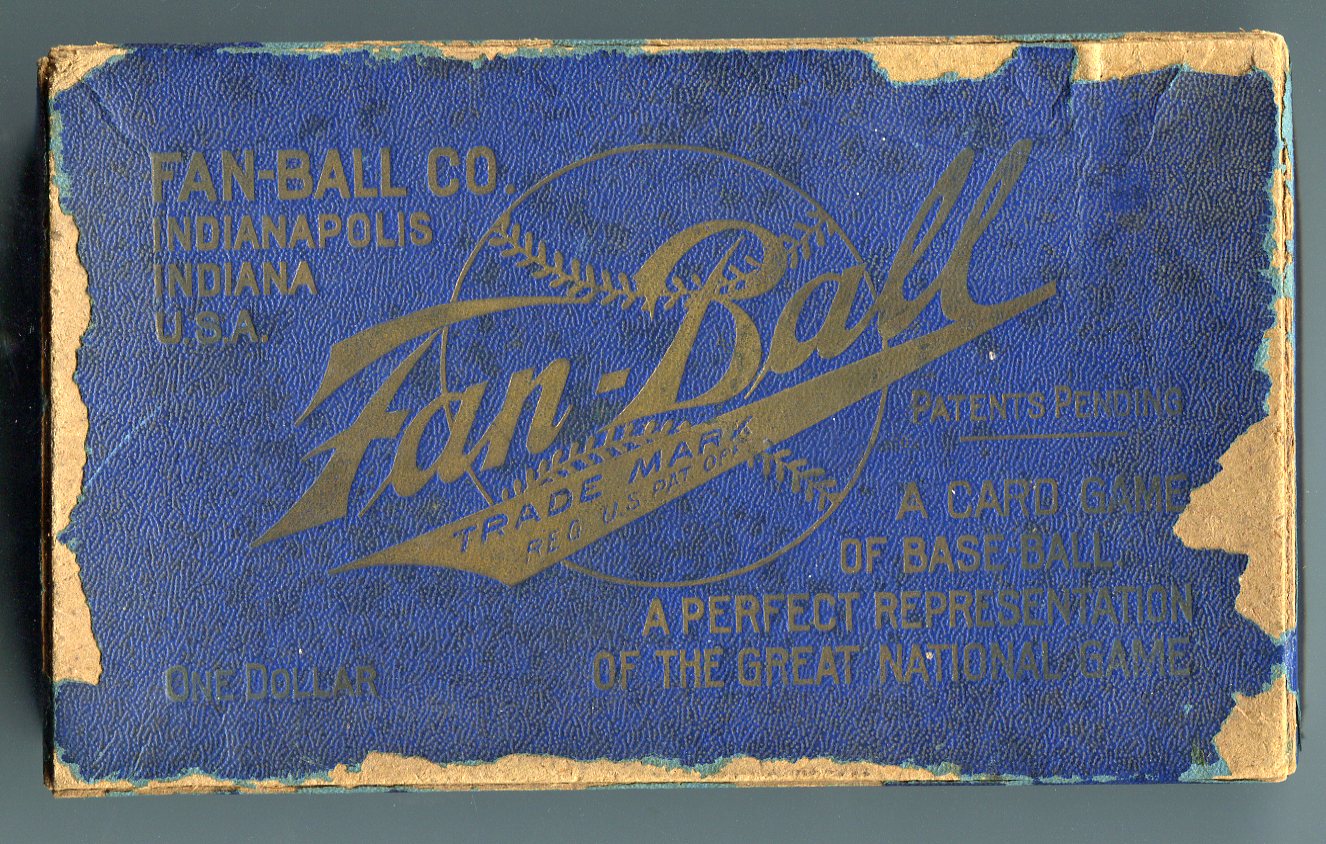 FAN-BALL CO.
INDIANAPOLIS
INDIANA
U.S.A.
Fan-Ball
TRADE MARK
REG U.S. PAT OFF
PATENTS PENDING
A CARD GAME
OF BASE-BALL
A PERFECT REPRESENTATION
OF THE GREAT NATIONAL GAME
ONE DOLLAR